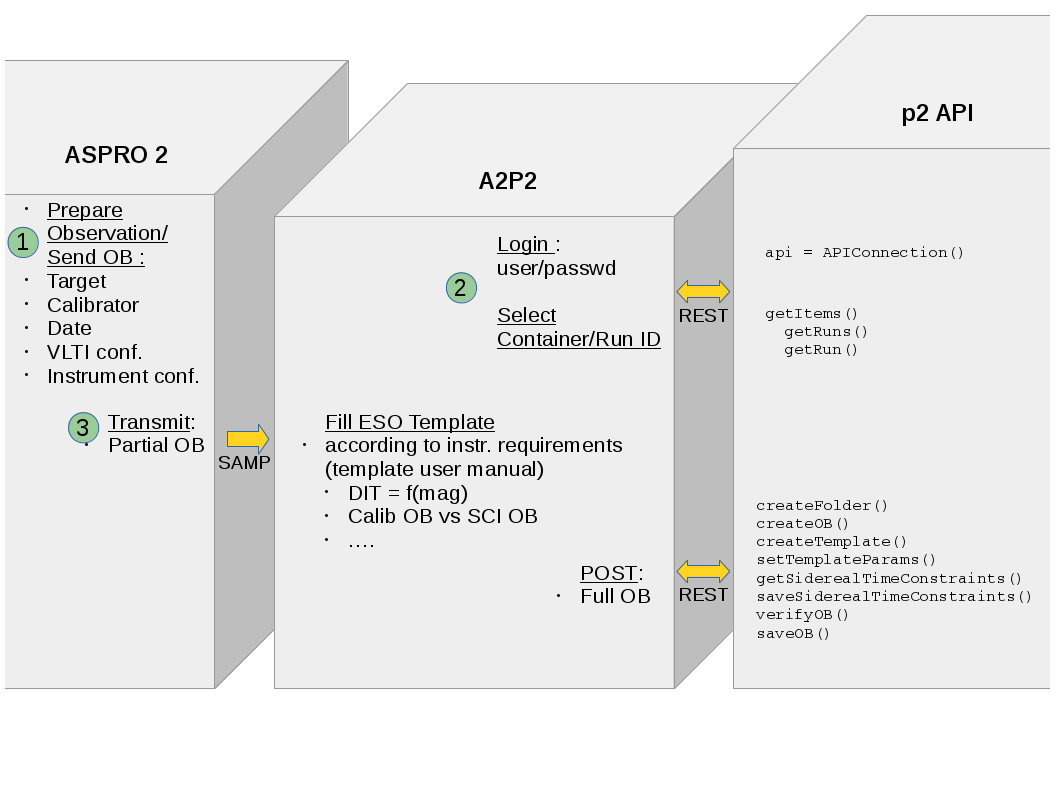 ASPRO 2
• Prepare
Observation/
Send OB :
1
• Target
• Calibrator
• Date
• VLTI conf.
• Instrument conf.
3
Transmit:
• Partial OB
SAMP
A2P2
Login :
user/passwd
2
Select
Container/Run ID
REST
Fill ESO Template
• according to instr. requirements
(template user manual)
• DIT = f(mag)
• Calib OB vs SCI OB
• ....
POST:
• Full OB
REST
p2 API
api = APIConnection()
getItems()
getRuns()
getRun()
createFolder()
createOB()
createTemplate()
setTemplateParams()
getSiderealTimeConstraints()
saveSiderealTimeConstraints()
verifyOB()
saveOB()